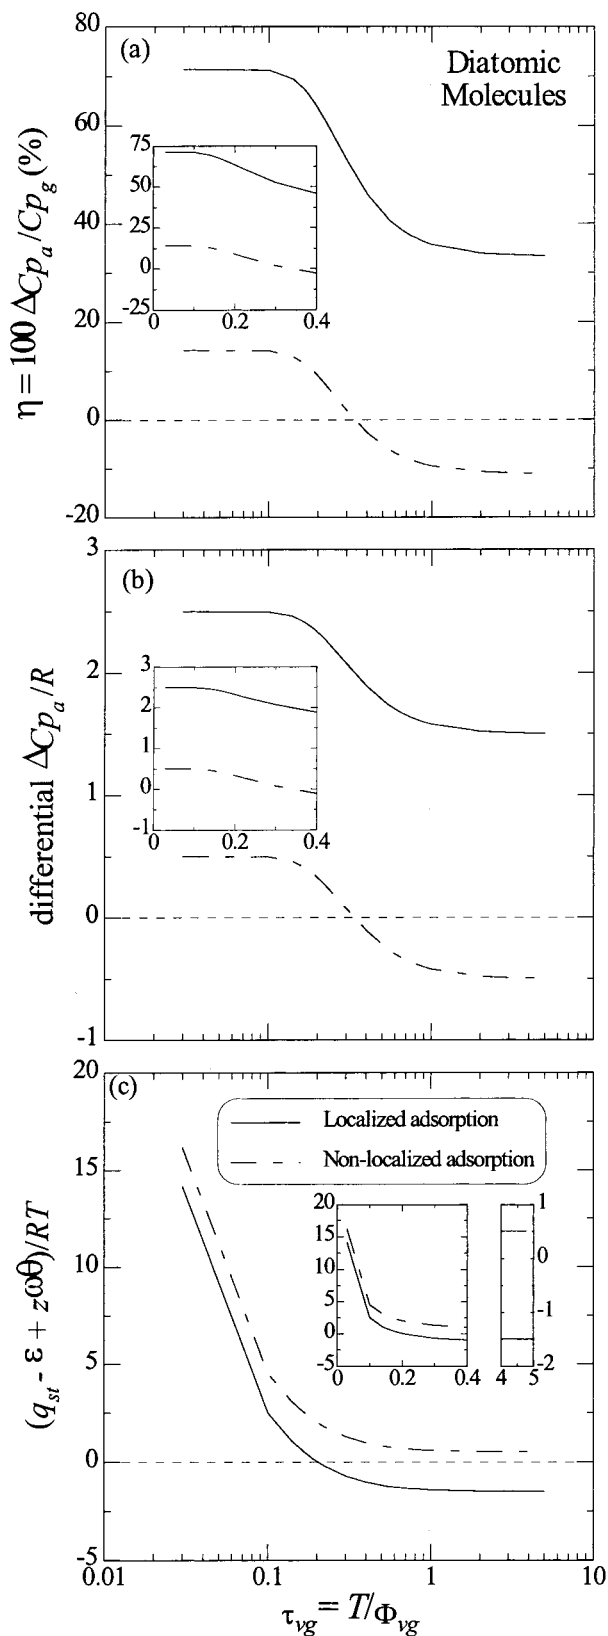 80
(a)
Diatomic
Molecules
60
40
20
0
-20
η = 100 ΔCp_a/Cp_g (%)
75
50
25
0
-25
0 0.2 0.4
3
(b)
2
1
0
-1
differential ΔCp_a/R
3
2
1
0
-1
0 0.2 0.4
20
(c)
15
10
5
0
-5
(q_st - ε + zωθ)/RT
Localized adsorption
Non-localized adsorption
20
15
10
5
0
-5
0 0.2 0.4
1
0
-1
-2
4 5
0.01 0.1 1 10
τ_vg = T/Φ_vg